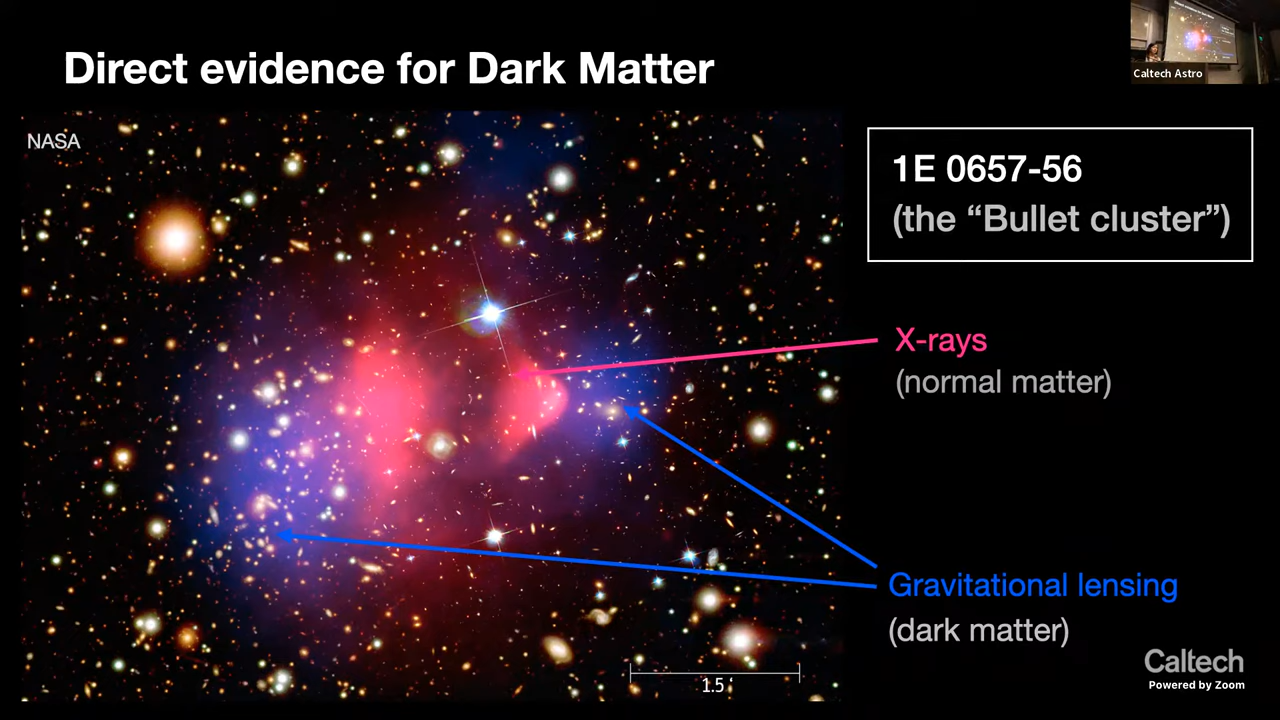 Direct evidence for Dark Matter
Caltech Astro
NASA
1E 0657-56
(the “Bullet cluster”)
X-rays
(normal matter)
Gravitational lensing
(dark matter)
1.5 ‘
Caltech
Powered by Zoom